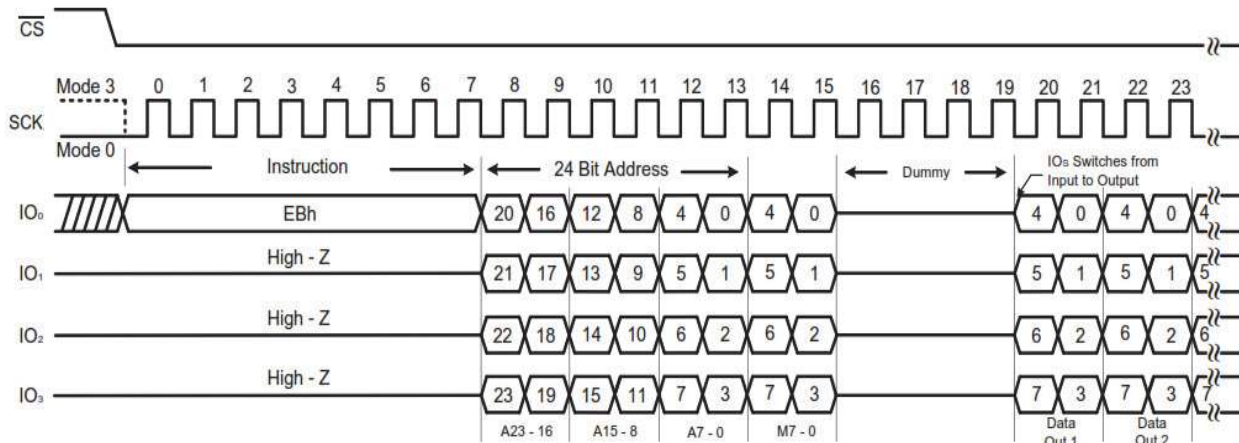 CS
Mode 3 0 1 2 3 4 5 6 7 8 9 10 11 12 13 14 15 16 17 18 19 20 21 22 23
SCK
Mode 0
Instruction 24 Bit Address Dummy IOs Switches from
Input to Output
IO₀ EBh 20 16 12 8 4 0 4 0 4 0 4 0 4
High - Z
IO₁ 21 17 13 9 5 1 5 1 5 1 5 1 5
High - Z
IO₂ 22 18 14 10 6 2 6 2 6 2 6 2 6
High - Z
IO₃ 23 19 15 11 7 3 7 3 7 3 7 3 7
A23 - 16 A15 - 8 A7 - 0 M7 - 0 Data Data
Out 1 Out 2